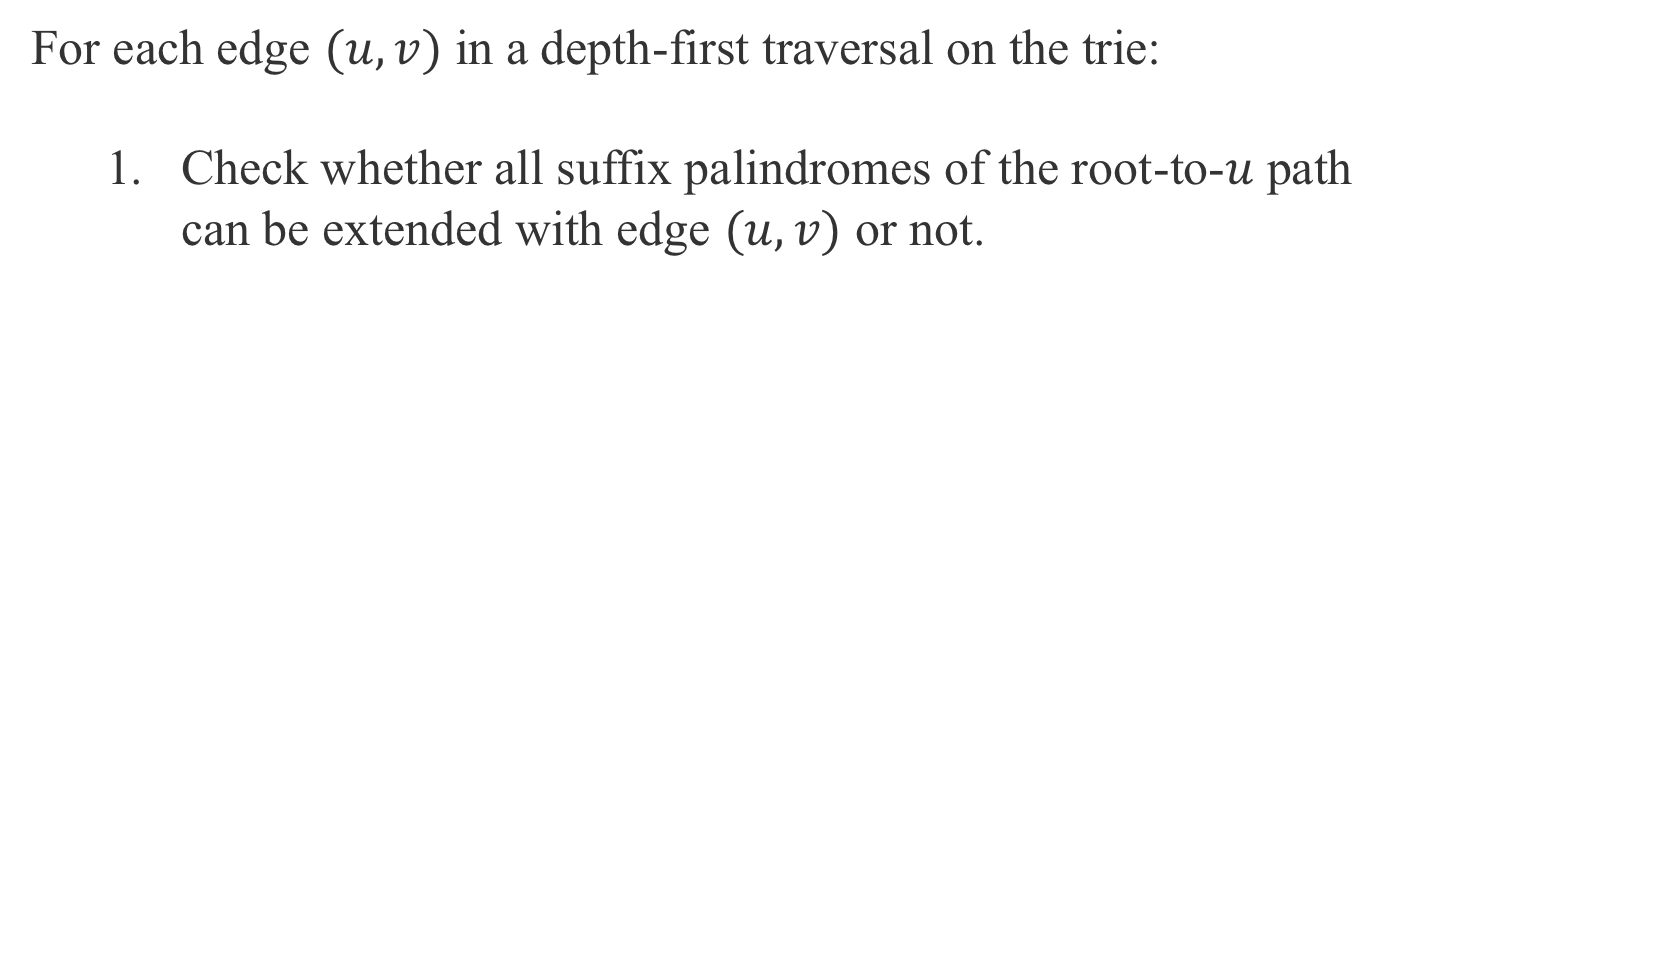 For each edge (𝑢, 𝑣) in a depth-first traversal on the trie:
1. Check whether all suffix palindromes of the root-to-𝑢 path
can be extended with edge (𝑢, 𝑣) or not.